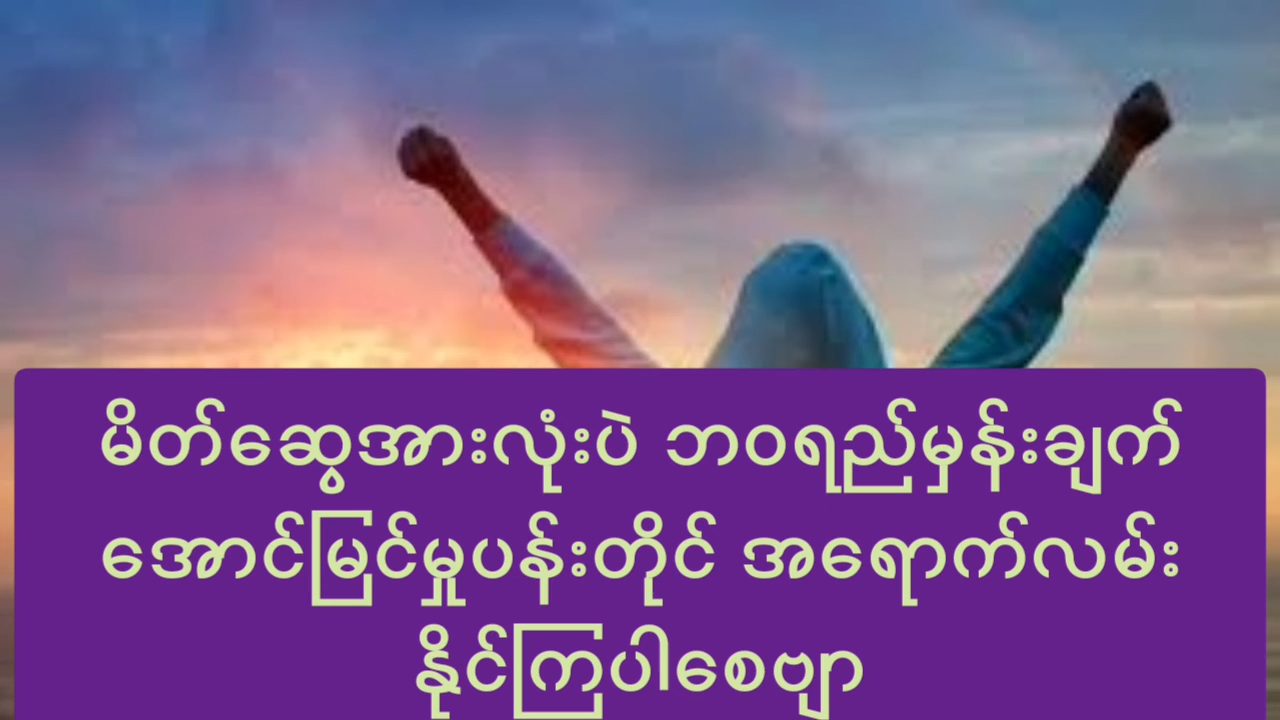 မိတ်ဆွေအားလုံးပဲ ဘဝရည်မှန်းချက်
အောင်မြင်မှုပန်းတိုင် အရောက်လှမ်း
နိုင်ကြပါစေဗျာ